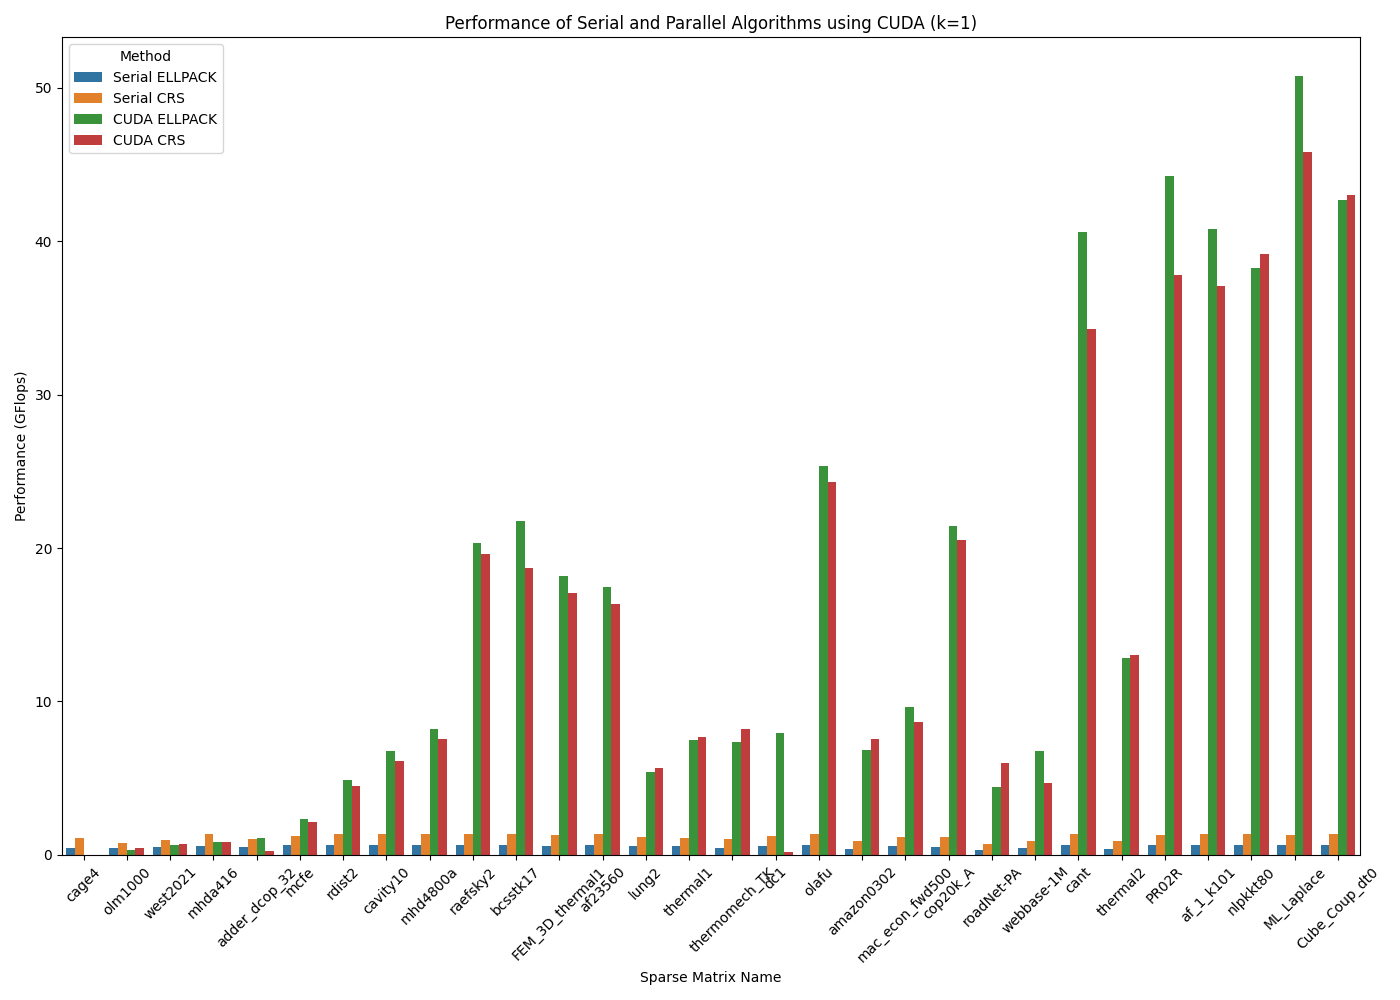 Performance of Serial and Parallel Algorithms using CUDA (k=1)
Method
Serial ELLPACK
Serial CRS
CUDA ELLPACK
CUDA CRS
Performance (GFlops)
50
40
30
20
10
0
cage4
olm1000
west2021
mhda416
adder_dcop_32
mcfe
rdist2
cavity10
mhd4800a
raefsky2
bcsstk17
FEM_3D_thermal1
af23560
lung2
thermal1
thermomech_TK
dc1
olafu
amazon0302
mac_econ_fwd500
cop20k_A
roadNet-PA
webbase-1M
cant
thermal2
PR02R
af_1_k101
nlpkkt80
ML_Laplace
Cube_Coup_dt0
Sparse Matrix Name